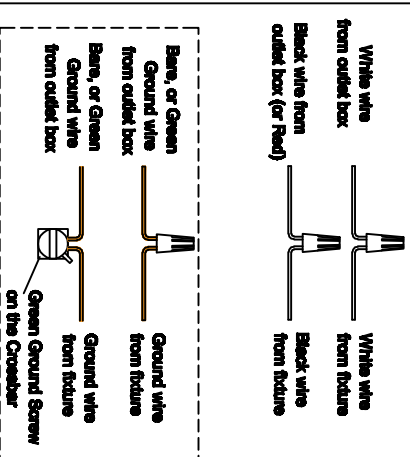 White wire
from outlet box
White wire
from fixture
Black wire from
outlet box (or Red)
Black wire
from fixture
Bare, or Green
Ground wire
from outlet box
Ground wire
from fixture
Bare, or Green
Ground wire
from outlet box
Ground wire
from fixture
Green Ground Screw
on the Crossbar